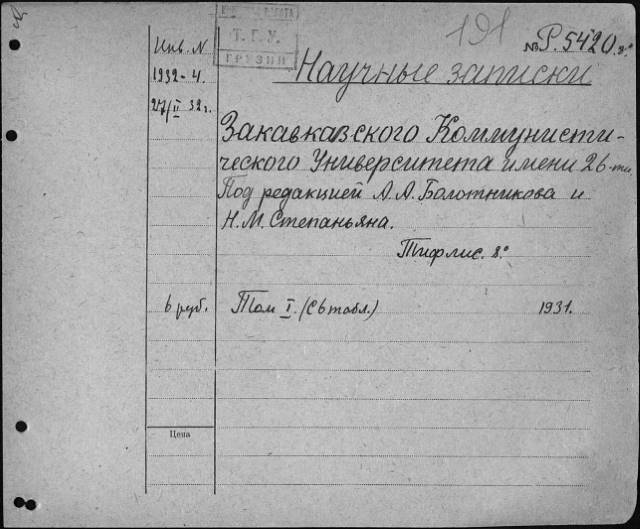 191 № Р. 5420.8°
Т. Г. У.
ГРУЗИИ
Инв. N
1932-4.
27/II 32 г.
Научные записки
Закавказского Коммунисти-
ческого Университета имени 26-ти.
Под редакцией А.А. Болотникова и
Н.М. Степаньяна.
Тифлис. 8°
6 руб. Том I. (с 6 табл.) 1931.
Цена